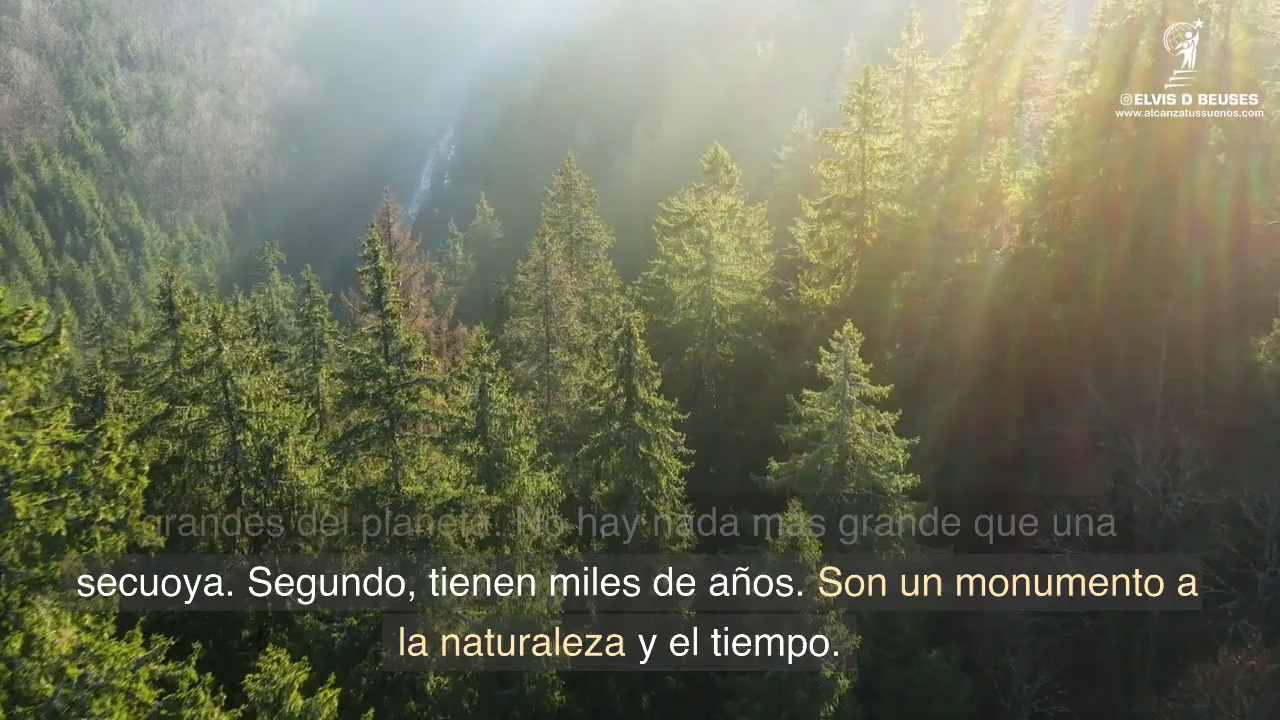 ELVIS D BEUSES
www.alcanzatussuenos.com
grandes del planeta. No hay nada más grande que una
secuoya. Segundo, tienen miles de años. Son un monumento a
la naturaleza y el tiempo.